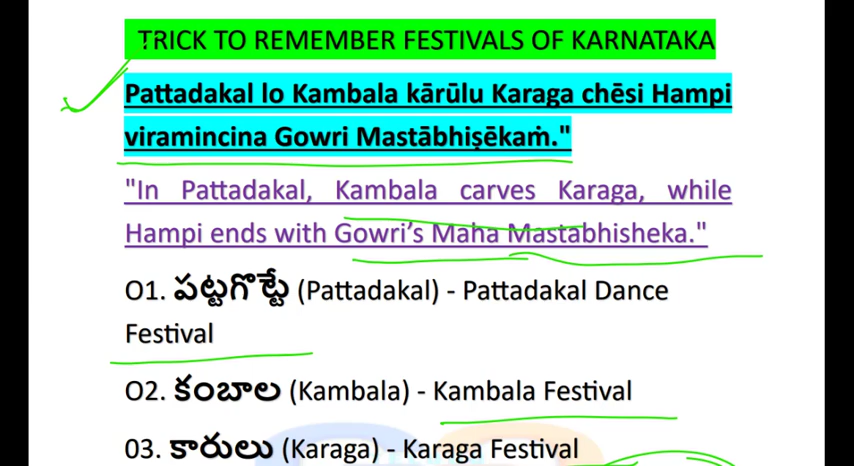 TRICK TO REMEMBER FESTIVALS OF KARNATAKA
Pattadakal lo Kambala kārūlu Karaga chēsi Hampi
viramincina Gowri Mastābhiṣēkaṁ."
"In Pattadakal, Kambala carves Karaga, while
Hampi ends with Gowri’s Maha Mastabhisheka."
O1. పట్టగొట్టే (Pattadakal) - Pattadakal Dance
Festival
O2. కంబాల (Kambala) - Kambala Festival
03. కారులు (Karaga) - Karaga Festival